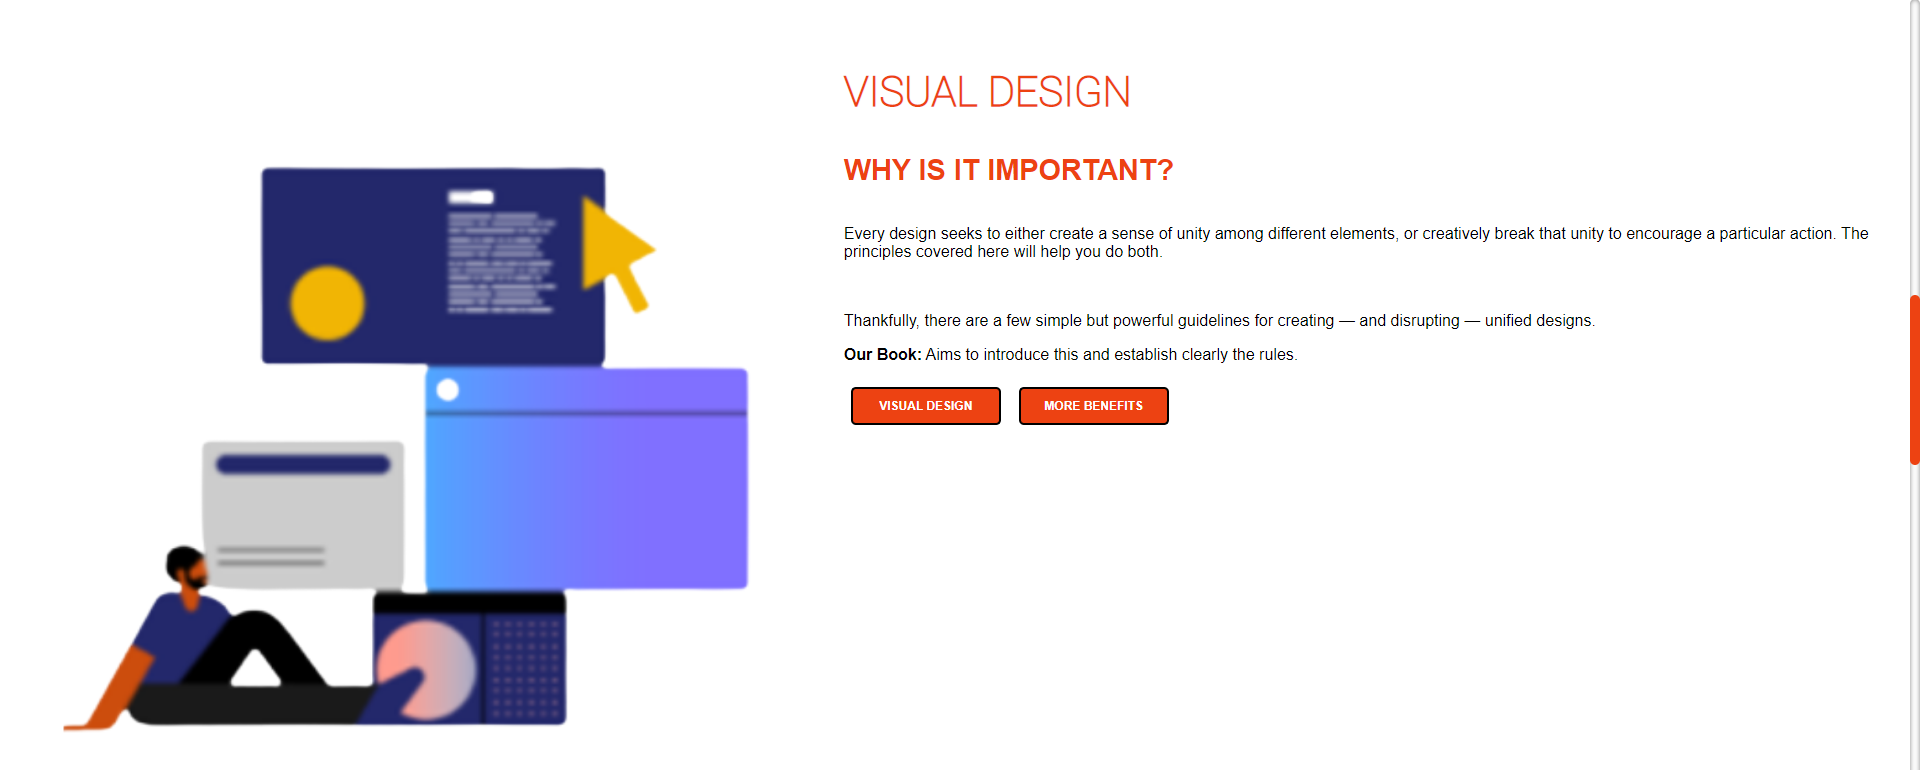 VISUAL DESIGN
WHY IS IT IMPORTANT?
Every design seeks to either create a sense of unity among different elements, or creatively break that unity to encourage a particular action. The
principles covered here will help you do both.
Thankfully, there are a few simple but powerful guidelines for creating — and disrupting — unified designs.
Our Book: Aims to introduce this and establish clearly the rules.
VISUAL DESIGN MORE BENEFITS